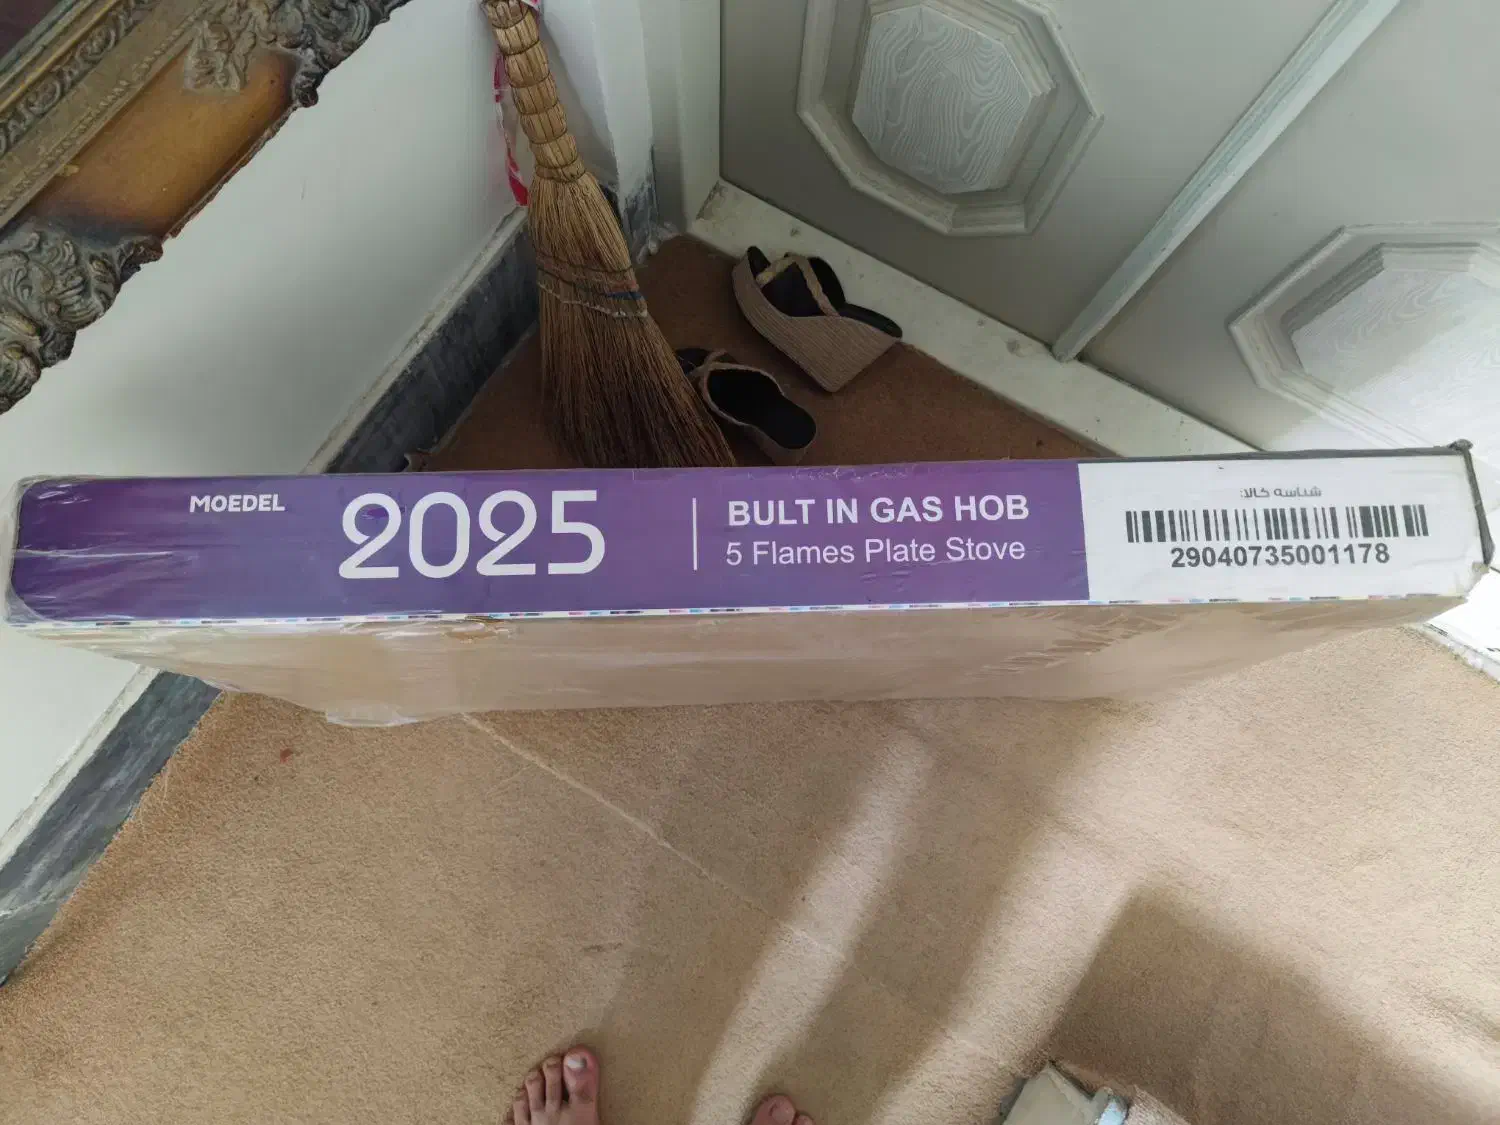 MOEDEL
2025
BULT IN GAS HOB
5 Flames Plate Stove
شناسه کالا:
29040735001178